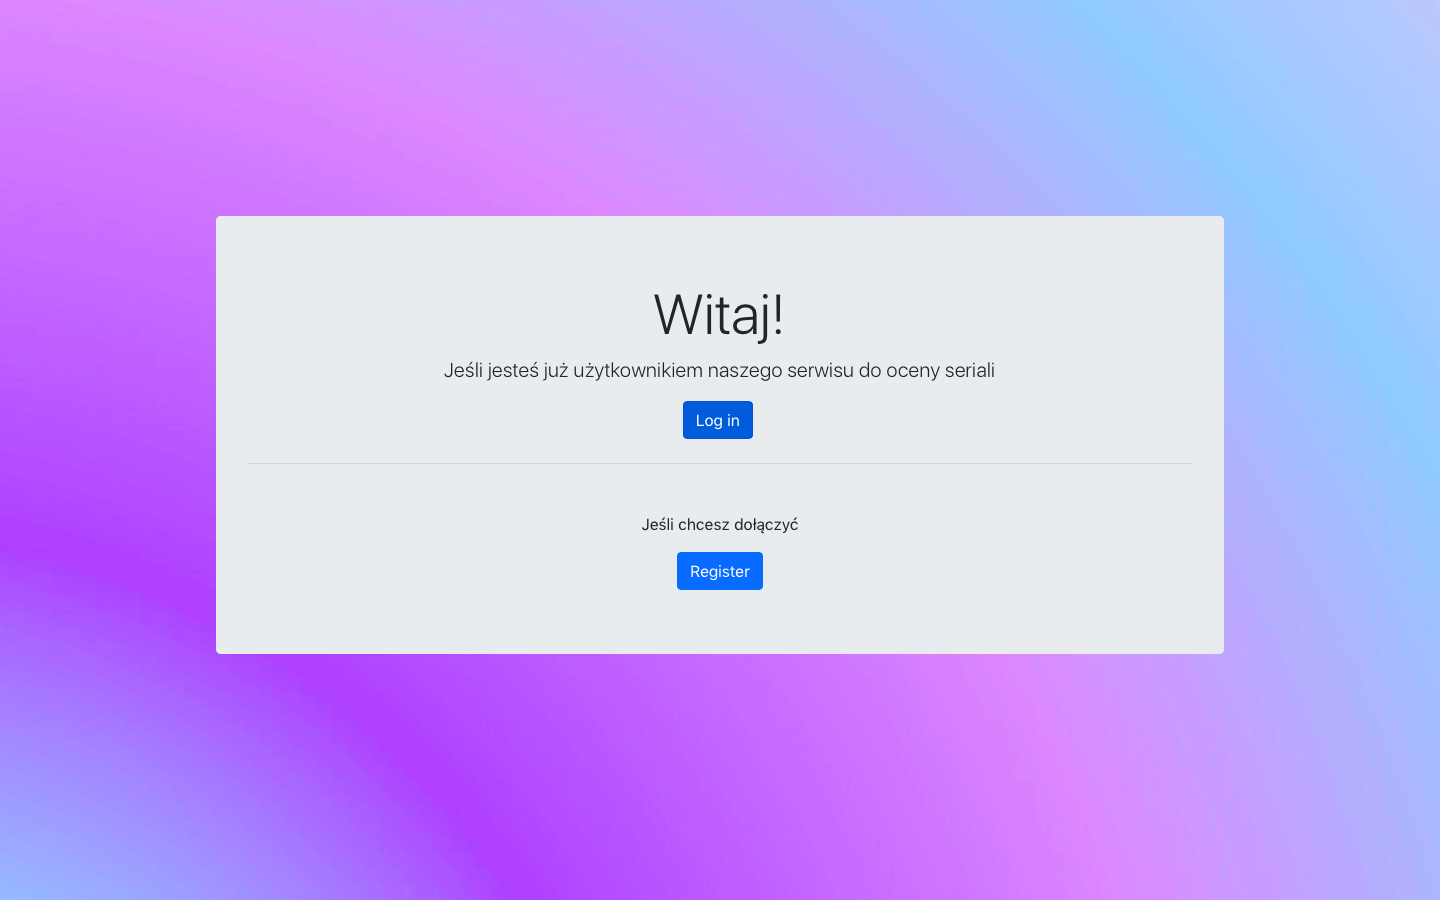 Witaj!
Jeśli jesteś już użytkownikiem naszego serwisu do oceny seriali
Log in
Jeśli chcesz dołączyć
Register